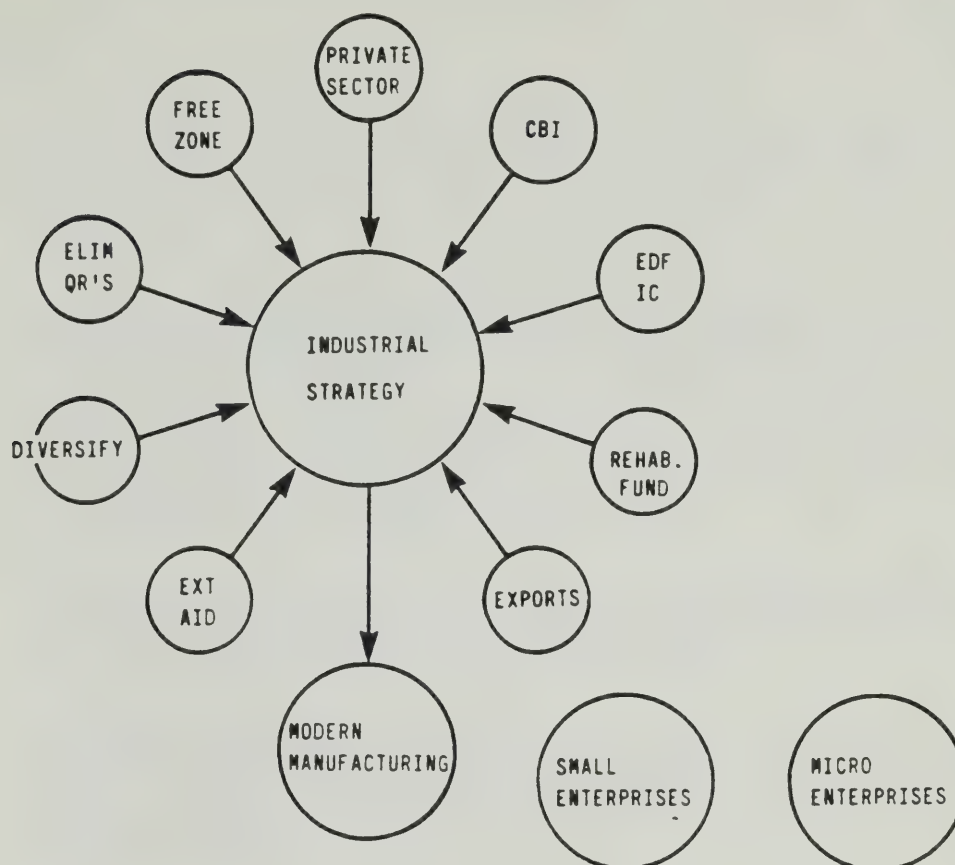 PRIVATE
SECTOR
FREE
ZONE
CBI
ELIM
QR'S
EDF
IC
INDUSTRIAL
STRATEGY
DIVERSIFY
REHAB.
FUND
EXT
AID
EXPORTS
MODERN
MANUFACTURING
SMALL
ENTERPRISES
MICRO
ENTERPRISES